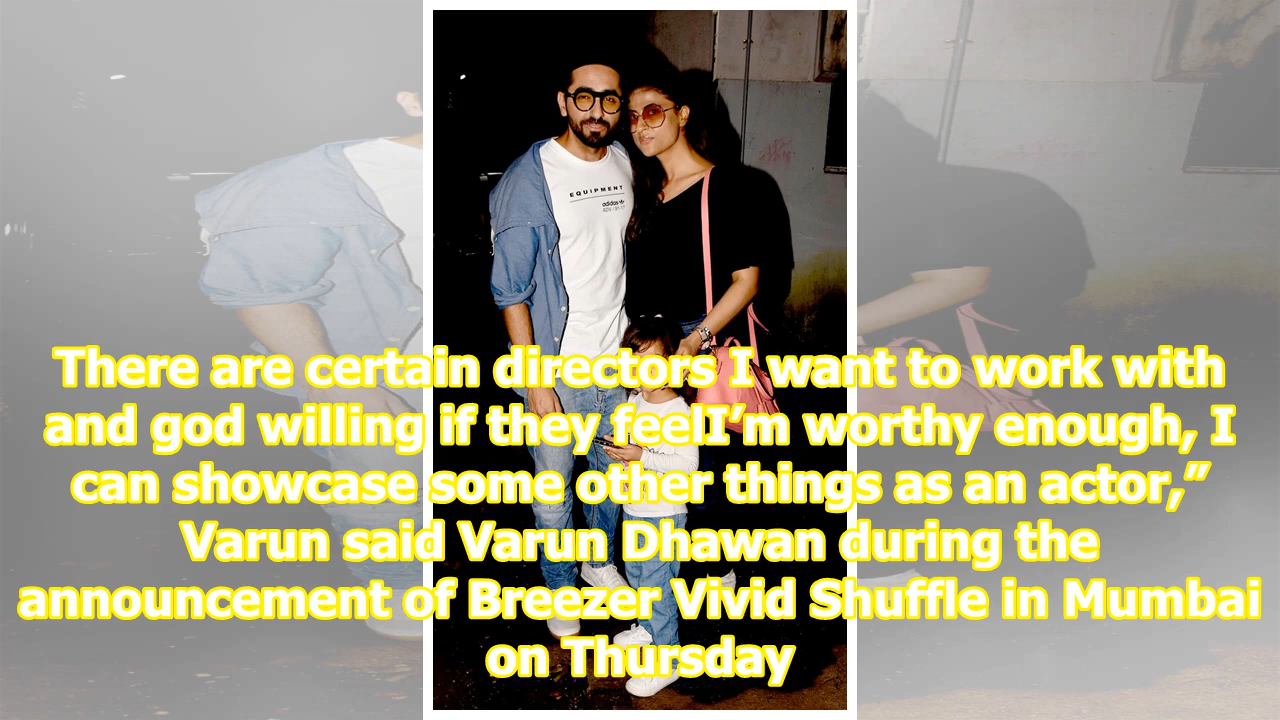 EQUIPMENT
adidas
There are certain directors I want to work with
and god willing if they feelI’m worthy enough, I
can showcase some other things as an actor,”
Varun said Varun Dhawan during the
announcement of Breezer Vivid Shuffle in Mumbai
on Thursday